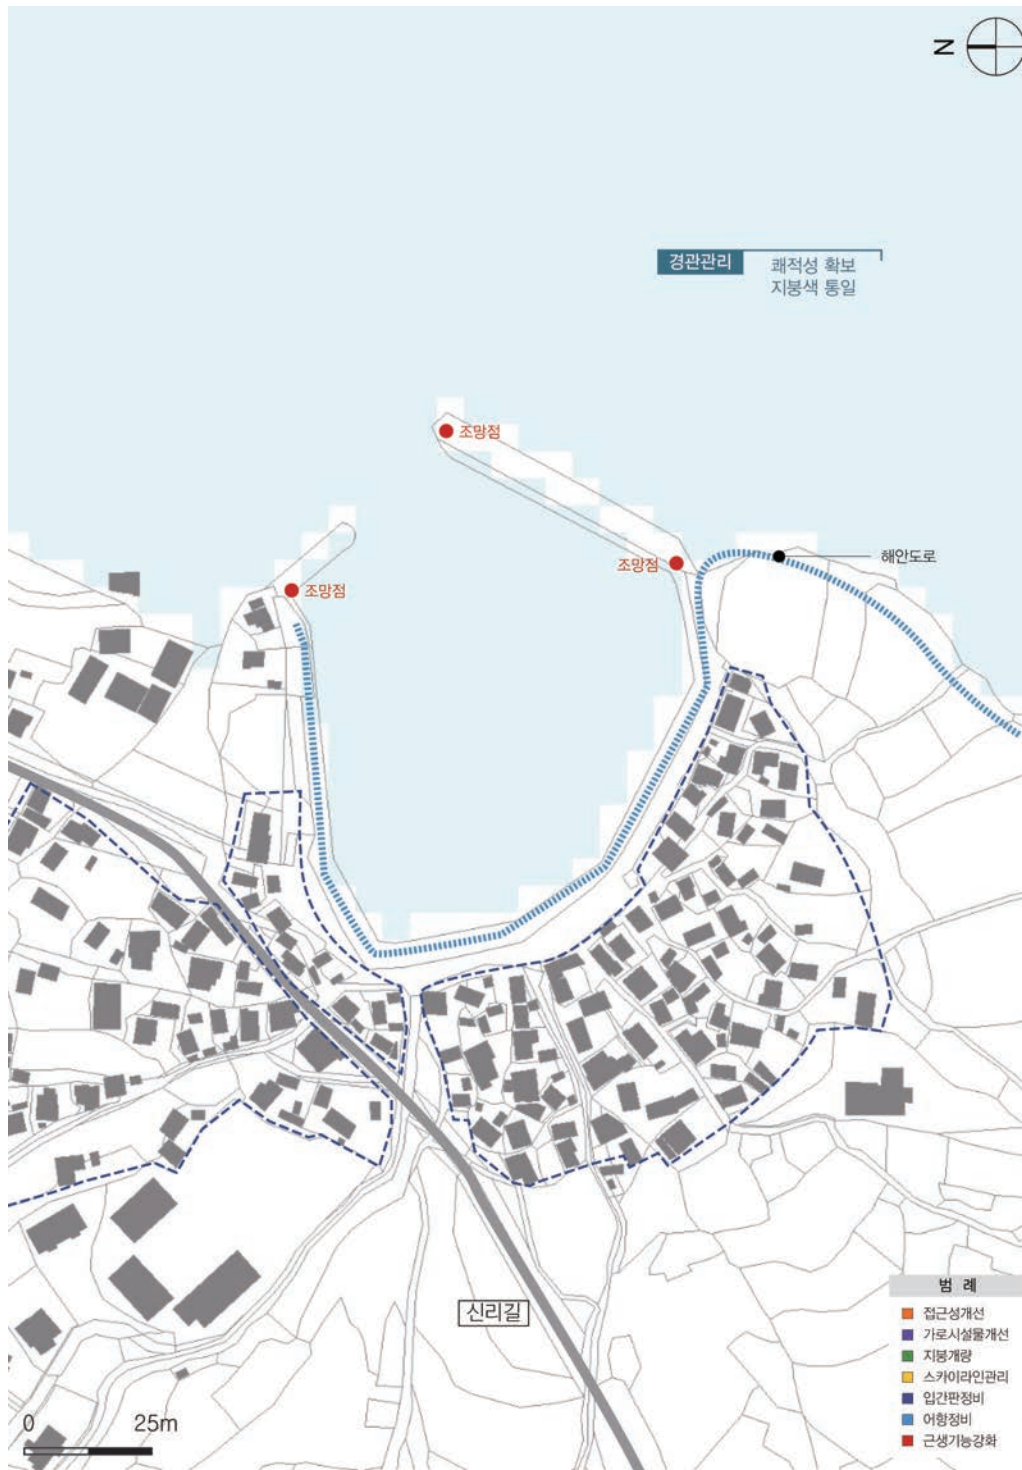 N
경관관리
쾌적성 확보
지붕색 통일
조망점
해안도로
조망점
조망점
신리길
범 례
접근성개선
가로시설물개선
지붕개량
스카이라인관리
입간판정비
어항정비
근생기능강화
0 25m